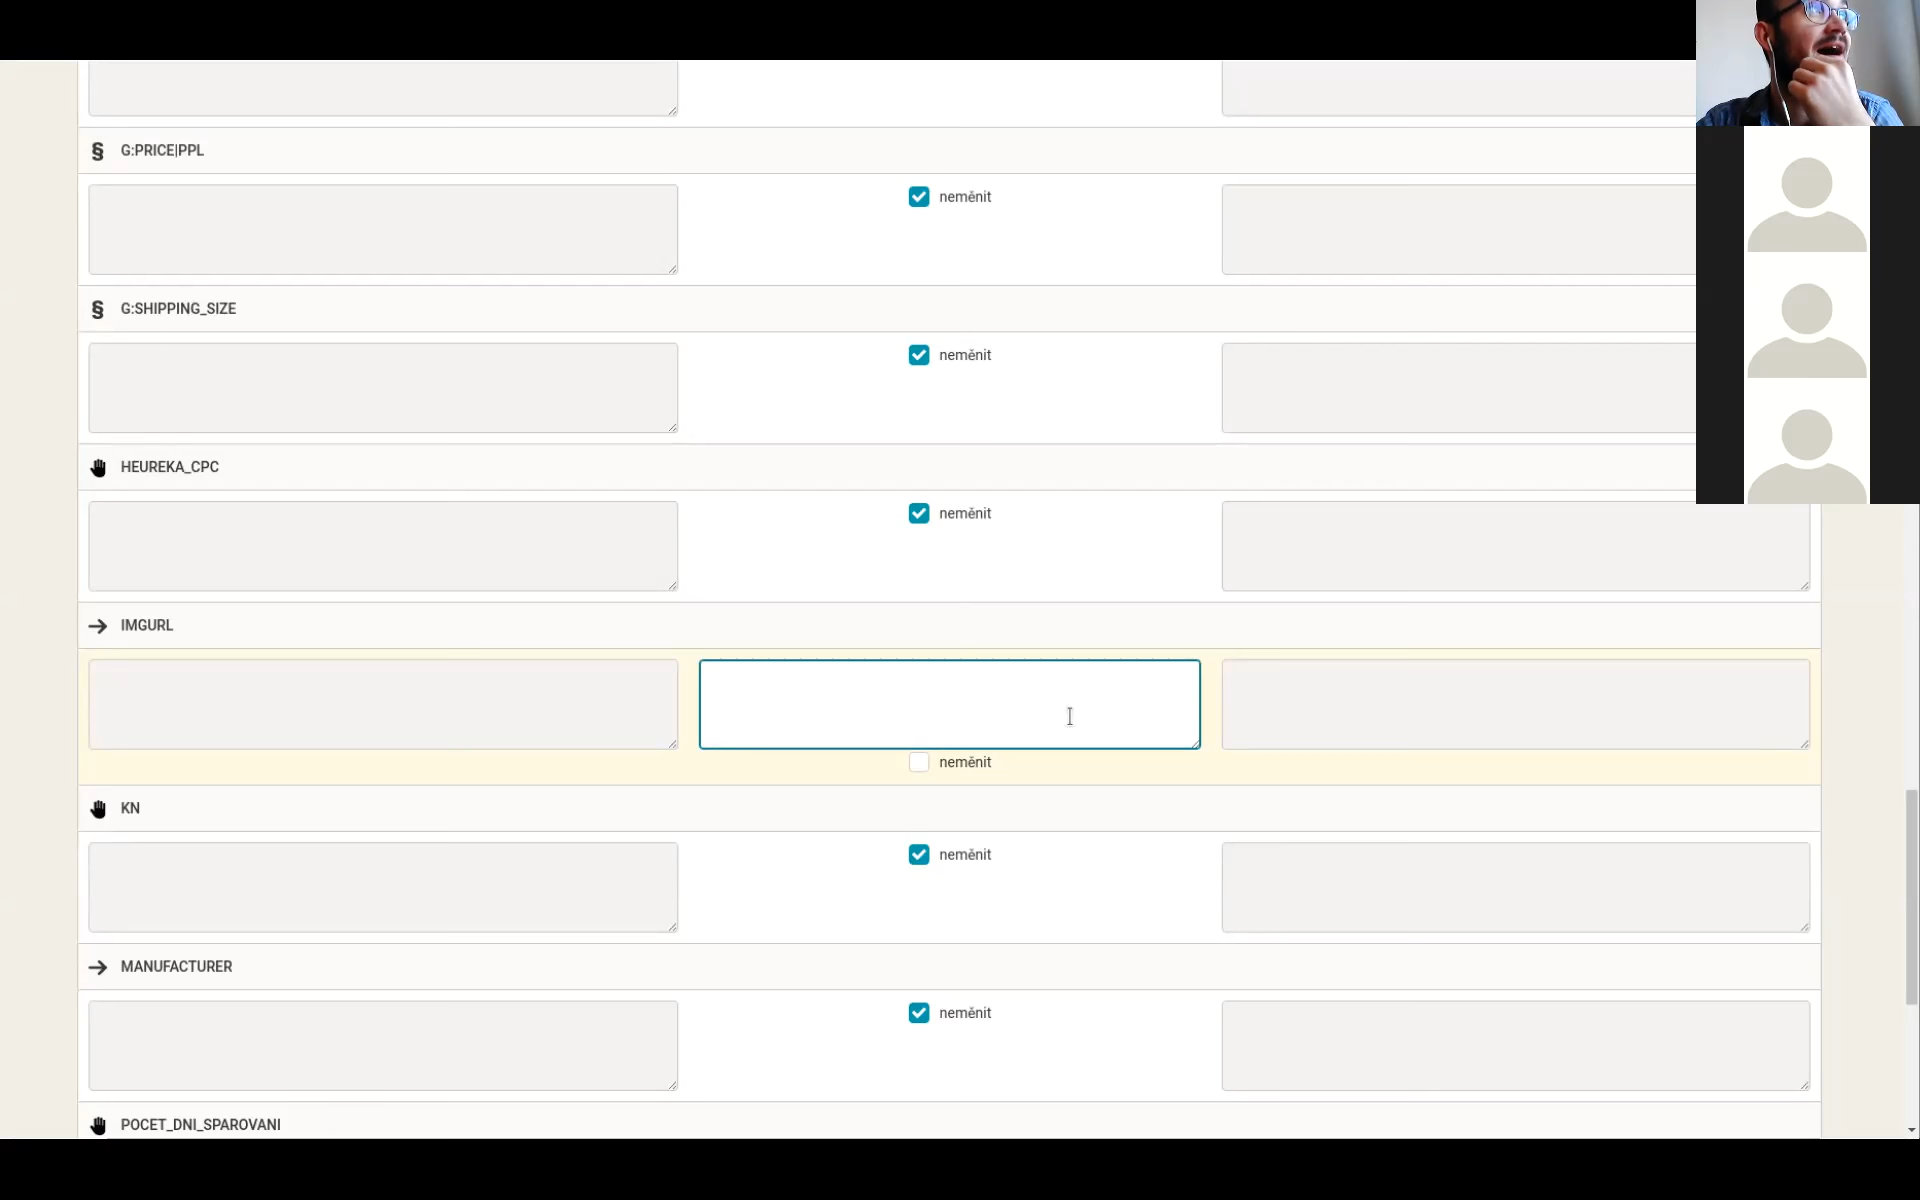 § G:PRICE|PPL
neměnit
§ G:SHIPPING_SIZE
neměnit
HEUREKA_CPC
neměnit
IMGURL
neměnit
KN
neměnit
MANUFACTURER
neměnit
POCET_DNI_SPAROVANI